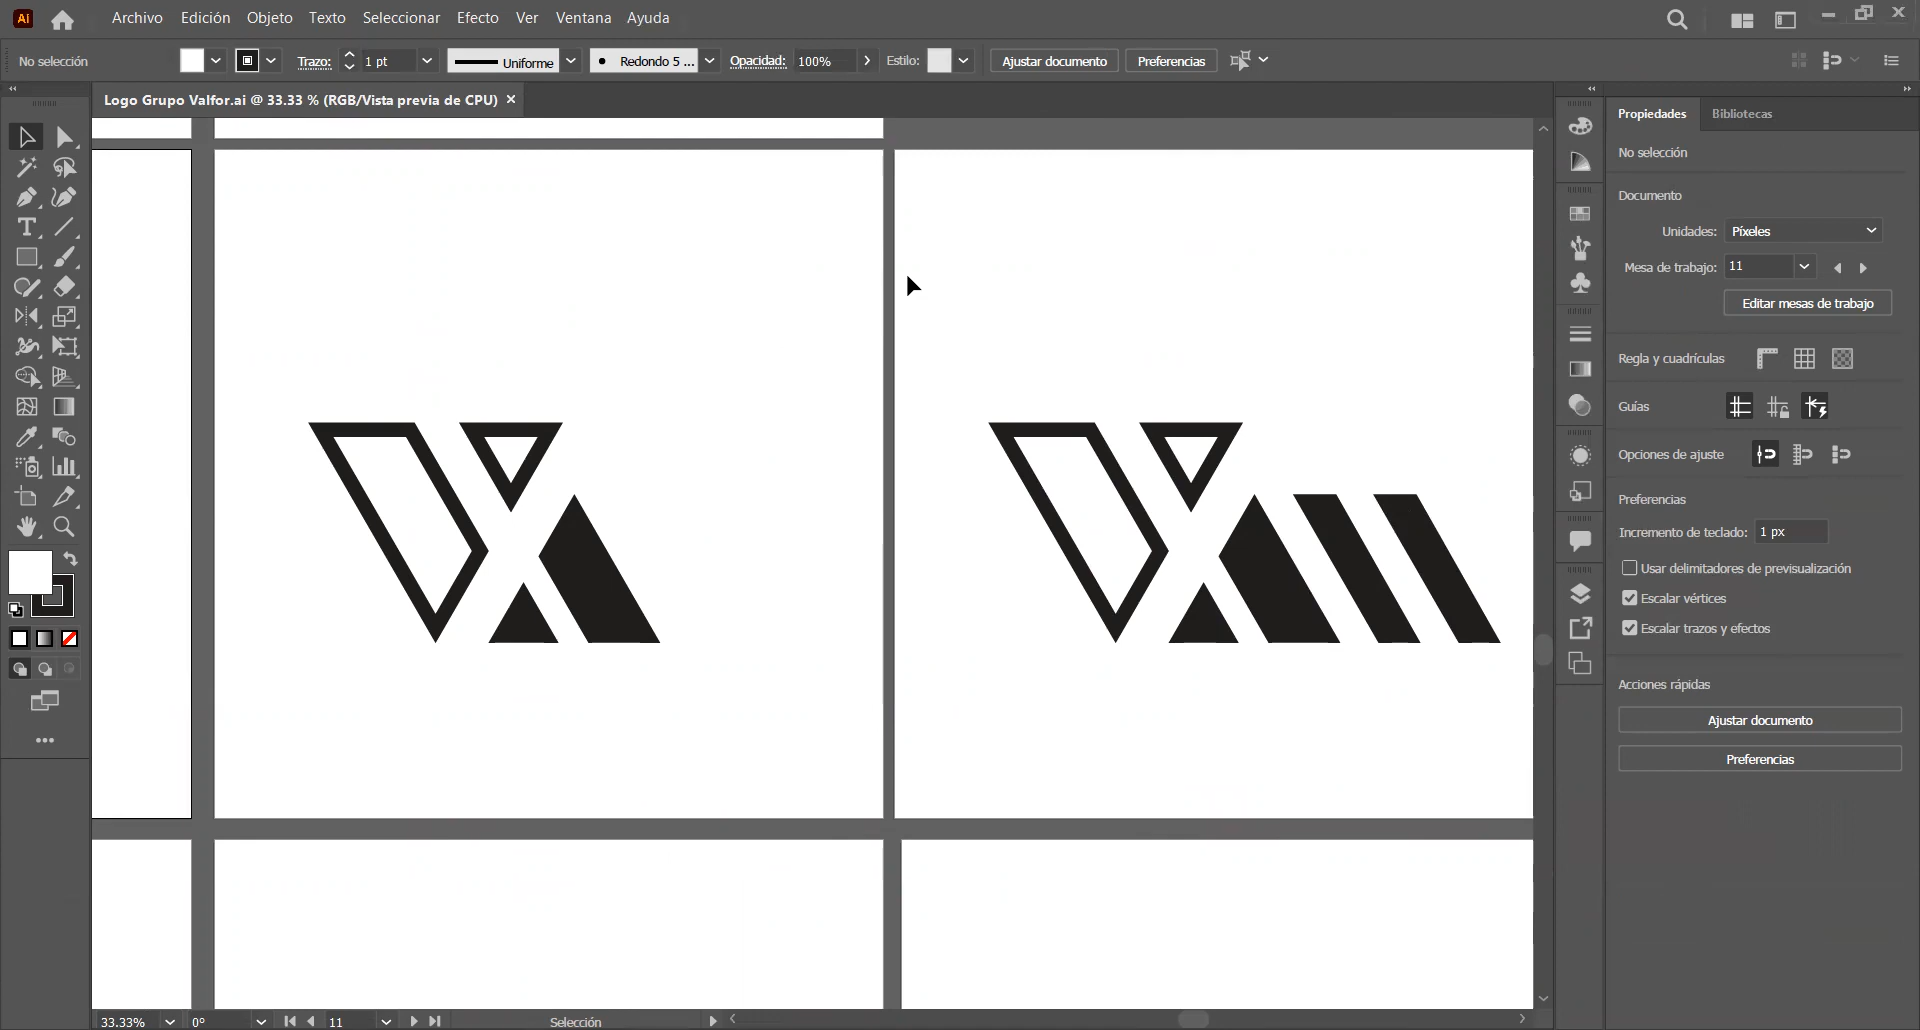 Ai Archivo Edición Objeto Texto Seleccionar Efecto Ver Ventana Ayuda
No selección Trazo: 1 pt Uniforme Redondo 5 ... Opacidad: 100% Estilo: Ajustar documento Preferencias
Logo Grupo Valfor.ai @ 33.33 % (RGB/Vista previa de CPU) ×
Propiedades Bibliotecas
No selección
Documento
Unidades: Píxeles
Mesa de trabajo: 11
Editar mesas de trabajo
Regla y cuadrículas
Guías
Opciones de ajuste
Preferencias
Incremento de teclado: 1 px
Usar delimitadores de previsualización
Escalar vértices
Escalar trazos y efectos
Acciones rápidas
Ajustar documento
Preferencias
33.33% 0° 11 Selección